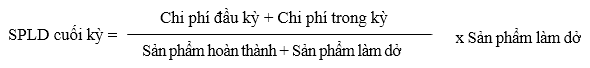 Chi phí đầu kỳ + Chi phí trong kỳ
SPLD cuối kỳ = x Sản phẩm làm dở
Sản phẩm hoàn thành + Sản phẩm làm dở